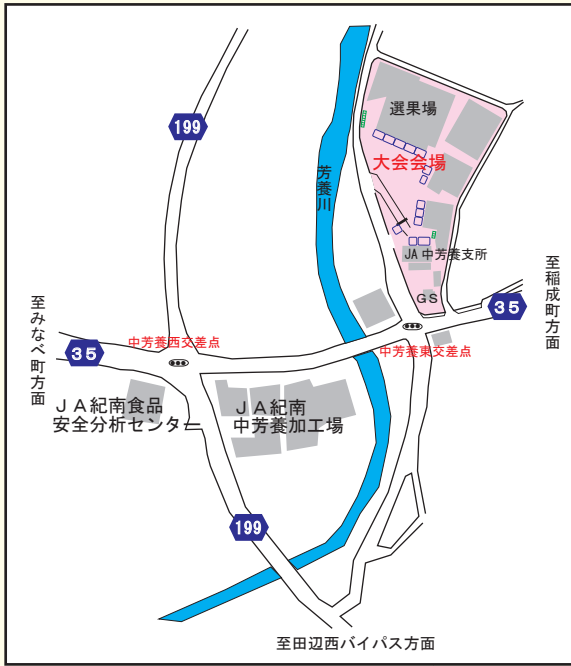 選果場
199
大会会場
芳養川
JA 中芳養支所
至稲成町方面
至みなべ町方面
GS
35
中芳養西交差点
35
中芳養東交差点
ＪＡ紀南食品
安全分析センター
ＪＡ紀南
中芳養加工場
199
至田辺西バイパス方面